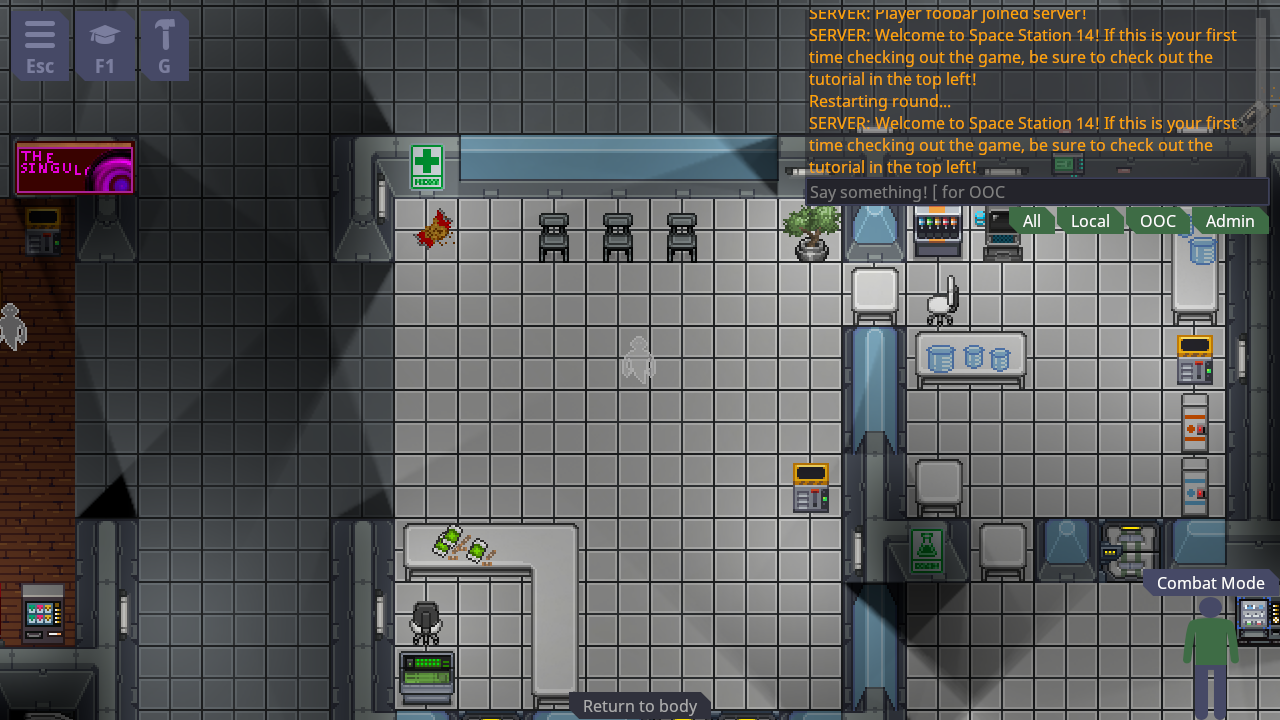 SERVER: Player foobar joined server!
SERVER: Welcome to Space Station 14! If this is your first
time checking out the game, be sure to check out the
tutorial in the top left!
Restarting round...
SERVER: Welcome to Space Station 14! If this is your first
time checking out the game, be sure to check out the
tutorial in the top left!
Say something! [ for OOC
All
Local
OOC
Admin
Esc
F1
G
THE
SINGUL
Combat Mode
Return to body